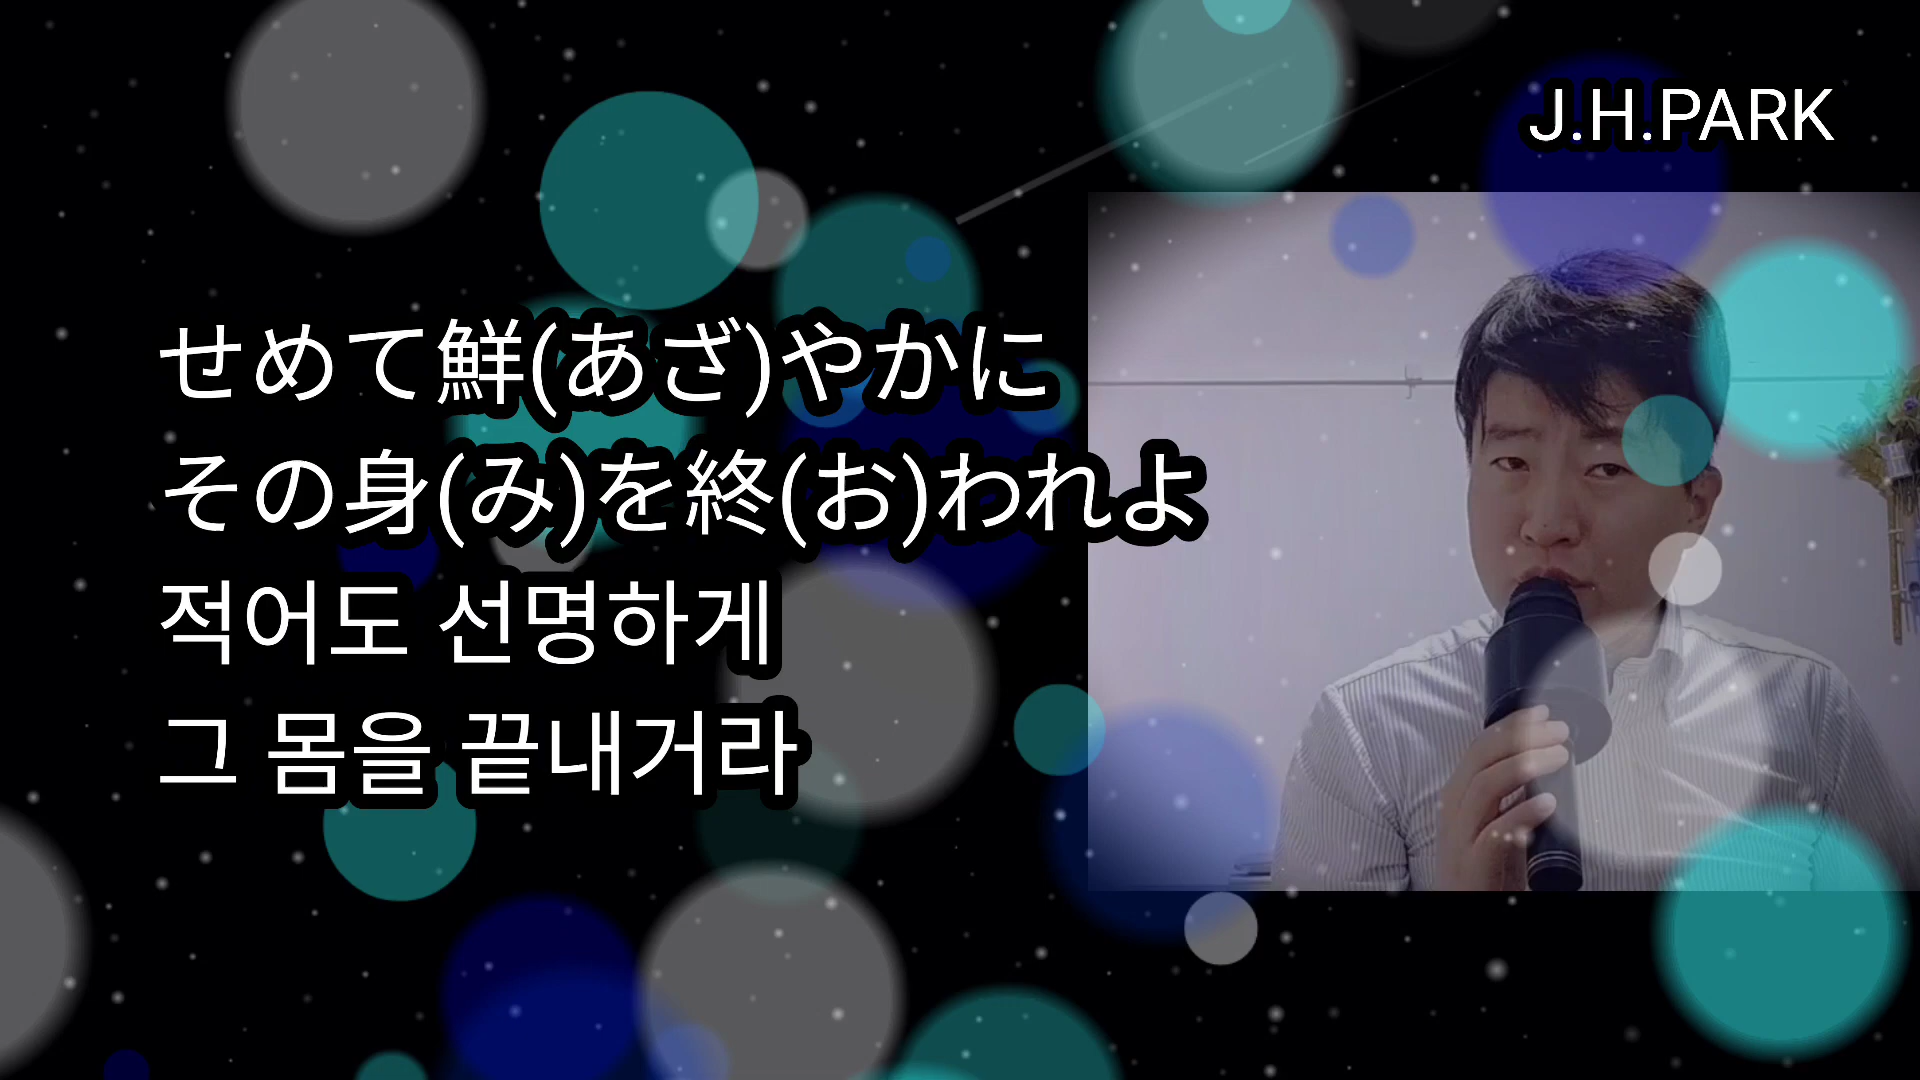 J.H.PARK
せめて鮮(あざ)やかに
その身(み)を終(お)われよ
적어도 선명하게
그 몸을 끝내거라